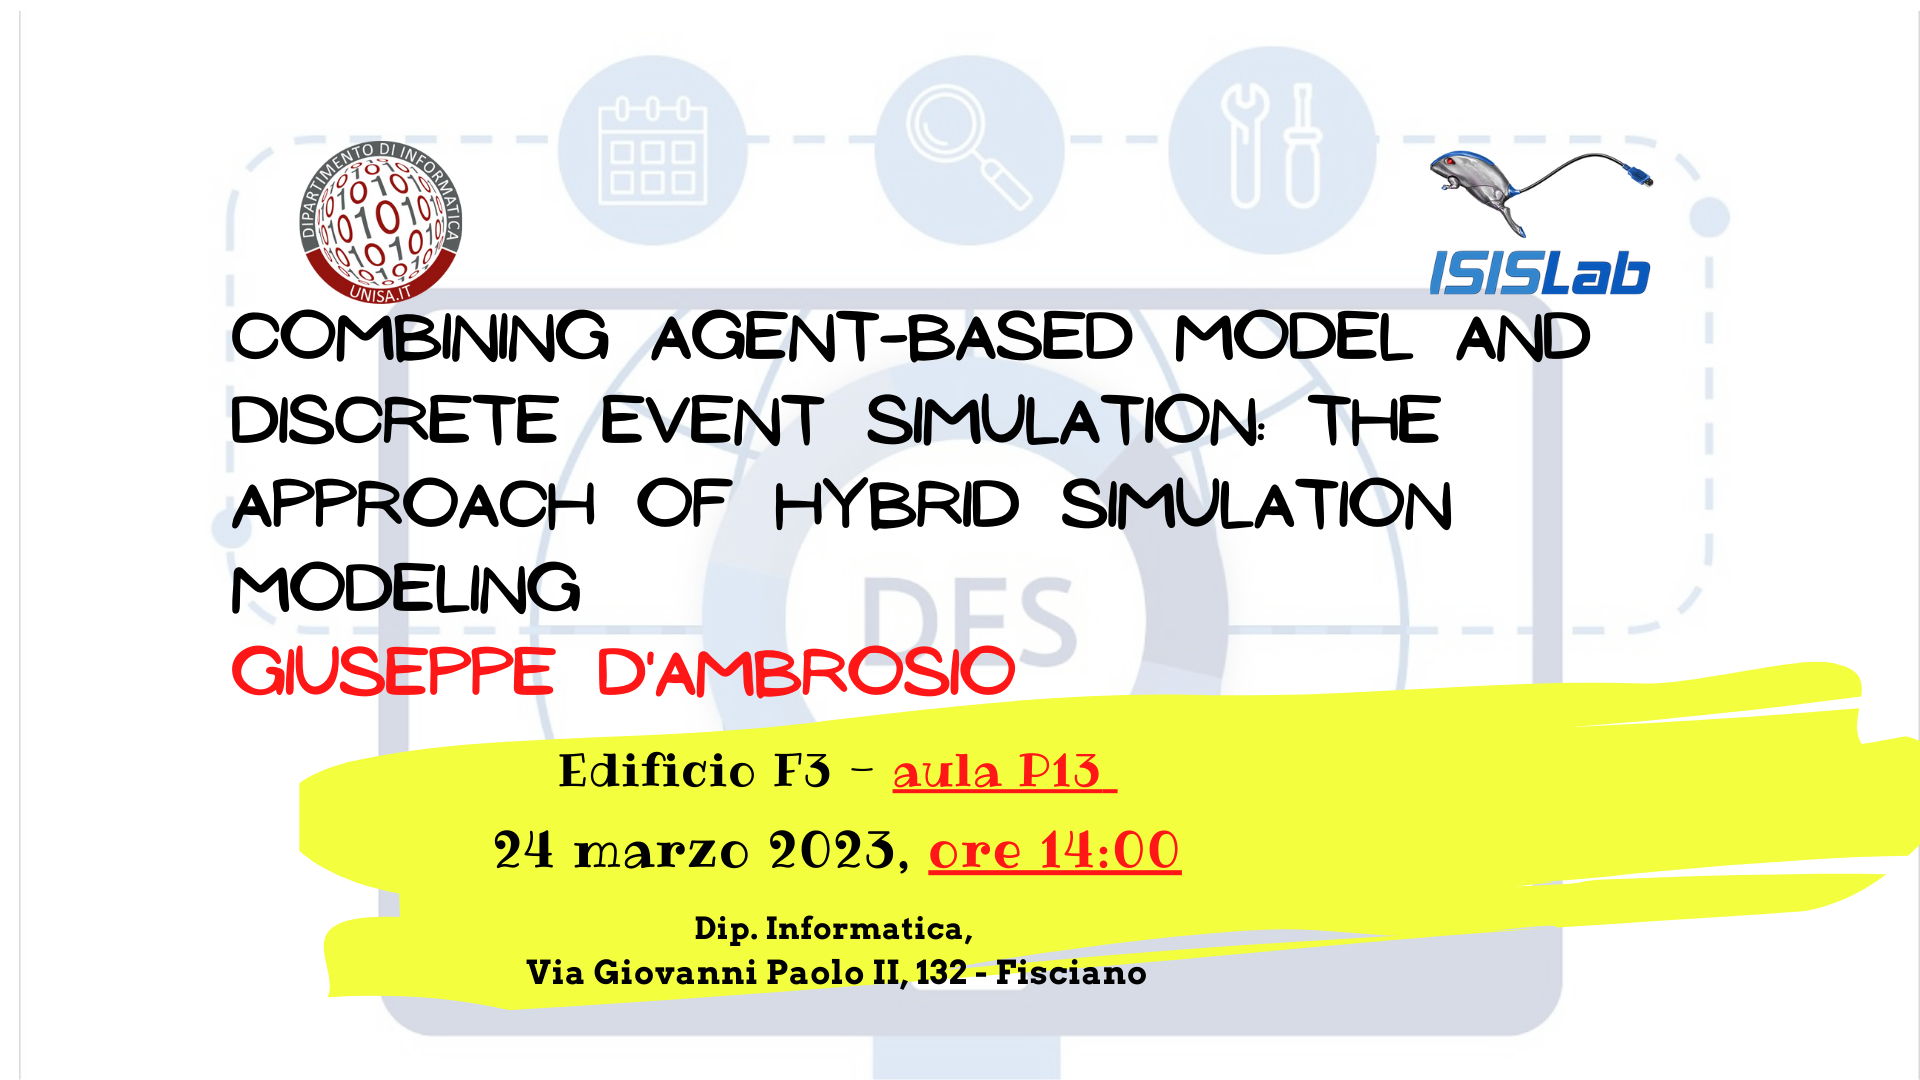 DIPARTIMENTO DI INFORMATICA
UNISA.IT
ISISLab
COMBINING AGENT-BASED MODEL AND
DISCRETE EVENT SIMULATION: THE
APPROACH OF HYBRID SIMULATION
MODELING
GIUSEPPE D'AMBROSIO
DES
Edificio F3 – aula P13
24 marzo 2023, ore 14:00
Dip. Informatica,
Via Giovanni Paolo II, 132 - Fisciano